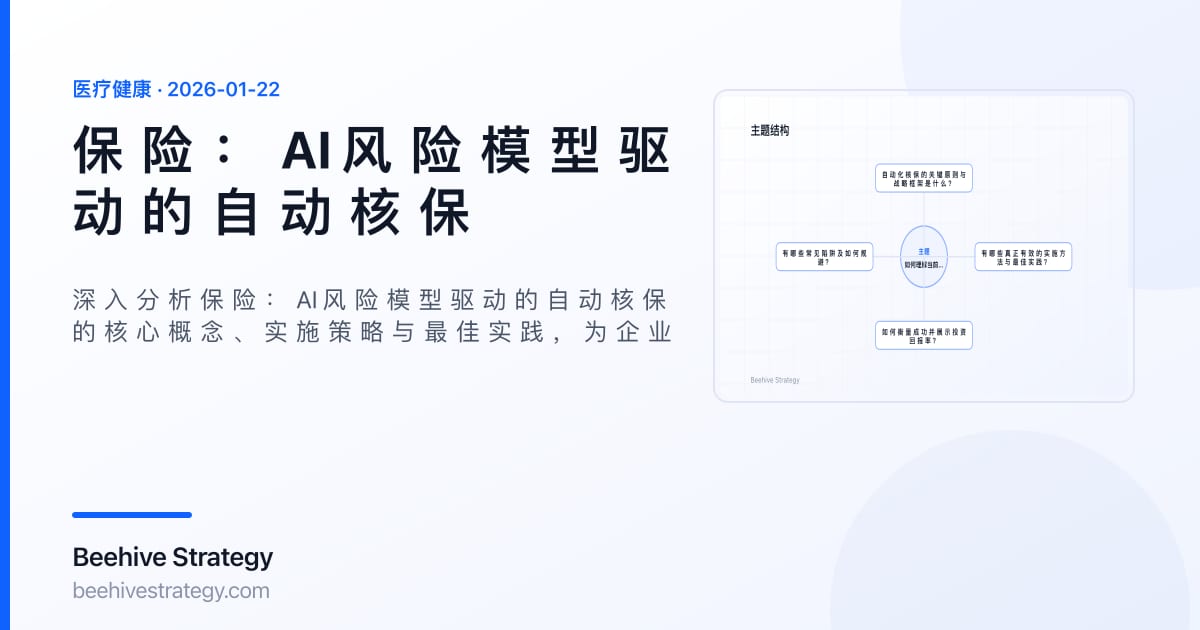 医疗健康 · 2026-01-22
保险：AI风险模型驱
动的自动核保
深入分析保险：AI风险模型驱动的自动核保
的核心概念、实施策略与最佳实践，为企业
Beehive Strategy
beehivestrategy.com
主题结构
自动化核保的关键原则与
战略框架是什么？
有哪些常见陷阱及如何规
避？
主题
如何理解当前...
有哪些真正有效的实施方
法与最佳实践？
如何衡量成功并展示投资
回报率？
Beehive Strategy